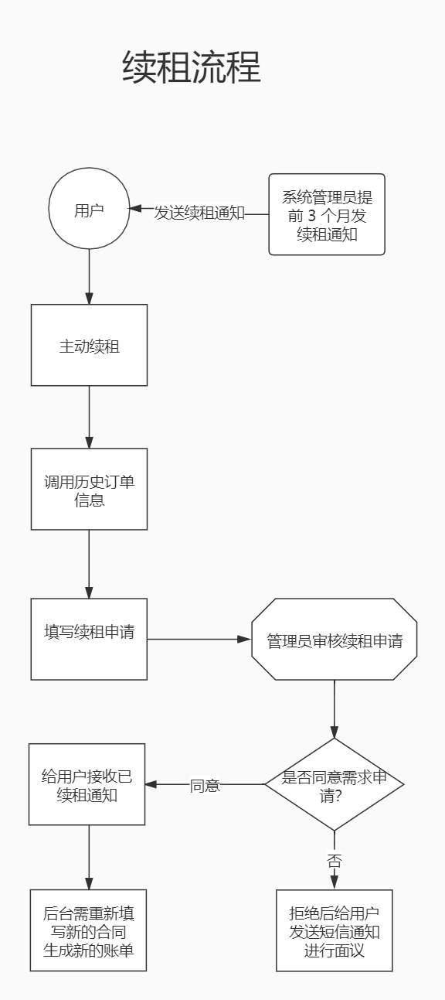 续租流程
用户
发送续租通知
系统管理员提
前 3 个月发
续租通知
主动续租
调用历史订单
信息
填写续租申请
管理员审核续租申请
是否同意需求申
请?
同意
给用户接收已
续租通知
否
后台需重新填
写新的合同
生成新的账单
拒绝后给用户
发送短信通知
进行面议